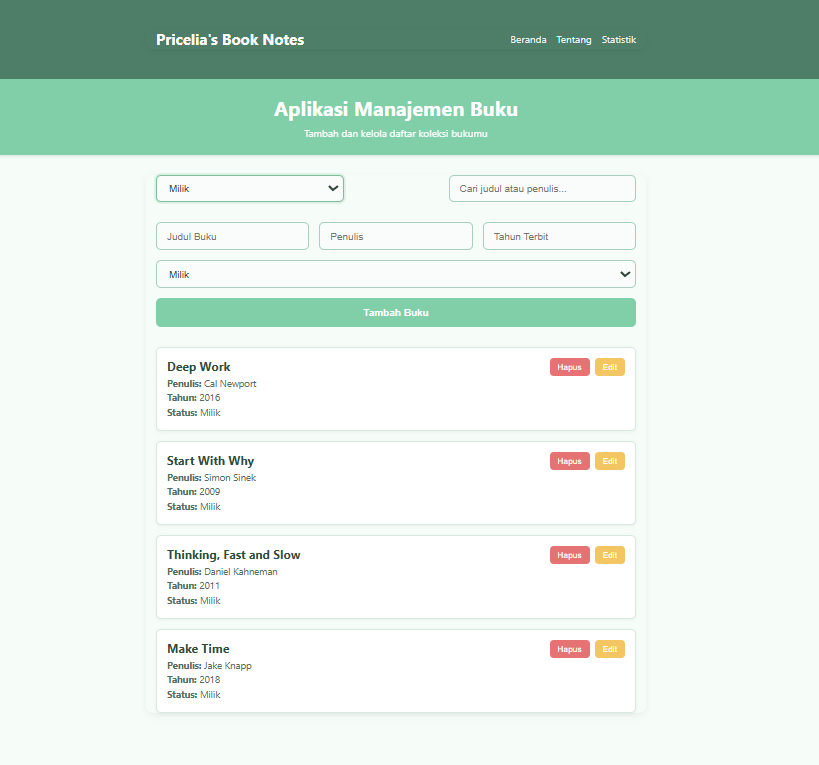 Pricelia's Book Notes
Beranda Tentang Statistik
Aplikasi Manajemen Buku
Tambah dan kelola daftar koleksi bukumu
Milik
Cari judul atau penulis...
Judul Buku
Penulis
Tahun Terbit
Milik
Tambah Buku
Deep Work
Hapus Edit
Penulis: Cal Newport
Tahun: 2016
Status: Milik
Start With Why
Hapus Edit
Penulis: Simon Sinek
Tahun: 2009
Status: Milik
Thinking, Fast and Slow
Hapus Edit
Penulis: Daniel Kahneman
Tahun: 2011
Status: Milik
Make Time
Hapus Edit
Penulis: Jake Knapp
Tahun: 2018
Status: Milik